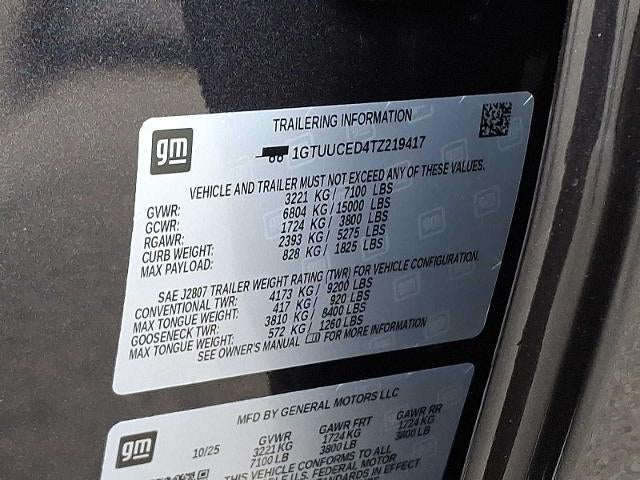 TRAILERING INFORMATION
gm
1GTUUCED4TZ219417
VEHICLE AND TRAILER MUST NOT EXCEED ANY OF THESE VALUES.
GVWR: 3221 KG / 7100 LBS
GCWR: 6804 KG / 15000 LBS
RGAWR: 1724 KG / 3800 LBS
CURB WEIGHT: 2393 KG / 5275 LBS
MAX PAYLOAD: 828 KG / 1825 LBS
SAE J2807 TRAILER WEIGHT RATING (TWR) FOR VEHICLE CONFIGURATION.
CONVENTIONAL TWR: 4173 KG / 9200 LBS
MAX TONGUE WEIGHT: 417 KG / 920 LBS
GOOSENECK TWR: 3810 KG / 8400 LBS
MAX TONGUE WEIGHT: 572 KG / 1260 LBS
SEE OWNER'S MANUAL FOR MORE INFORMATION
MFD BY GENERAL MOTORS LLC
gm
10/25 GVWR GAWR FRT GAWR RR
3221 KG 1724 KG 1724 KG
7100 LB 3800 LB 3800 LB
THIS VEHICLE CONFORMS TO ALL
U.S. FEDERAL MOTOR
STANDARDS IN EFFECT